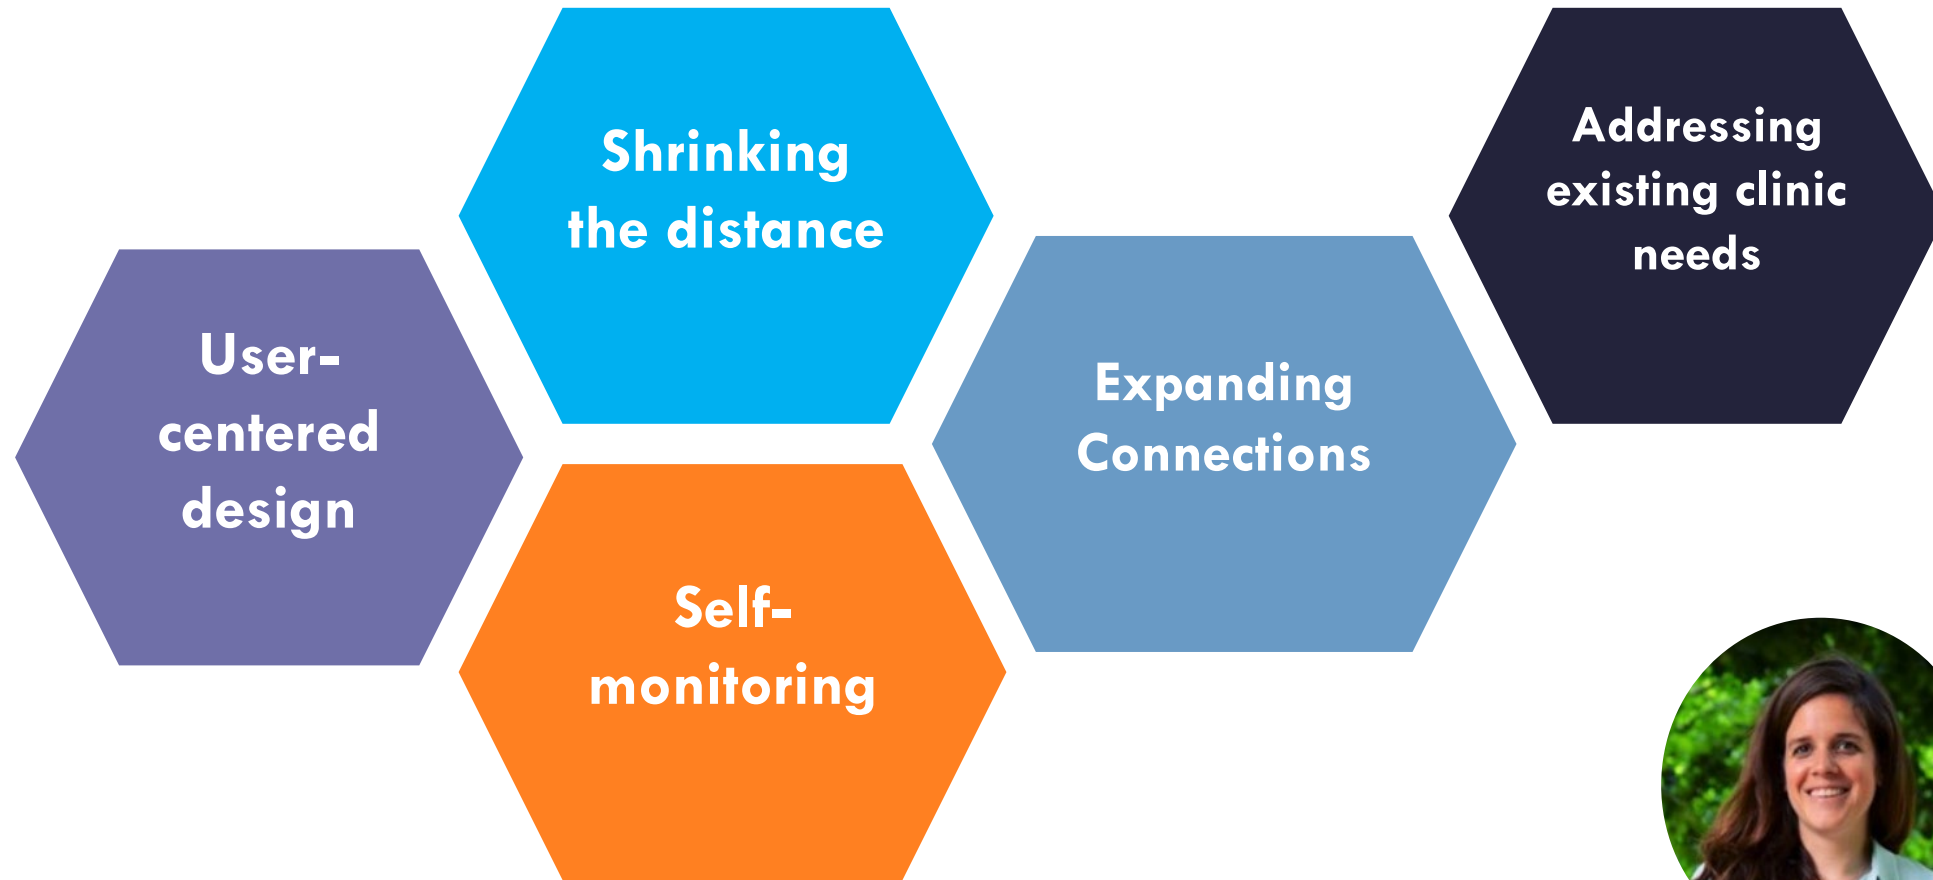 User-
centered
design
Shrinking
the distance
Self-
monitoring
Expanding
Connections
Addressing
existing clinic
needs